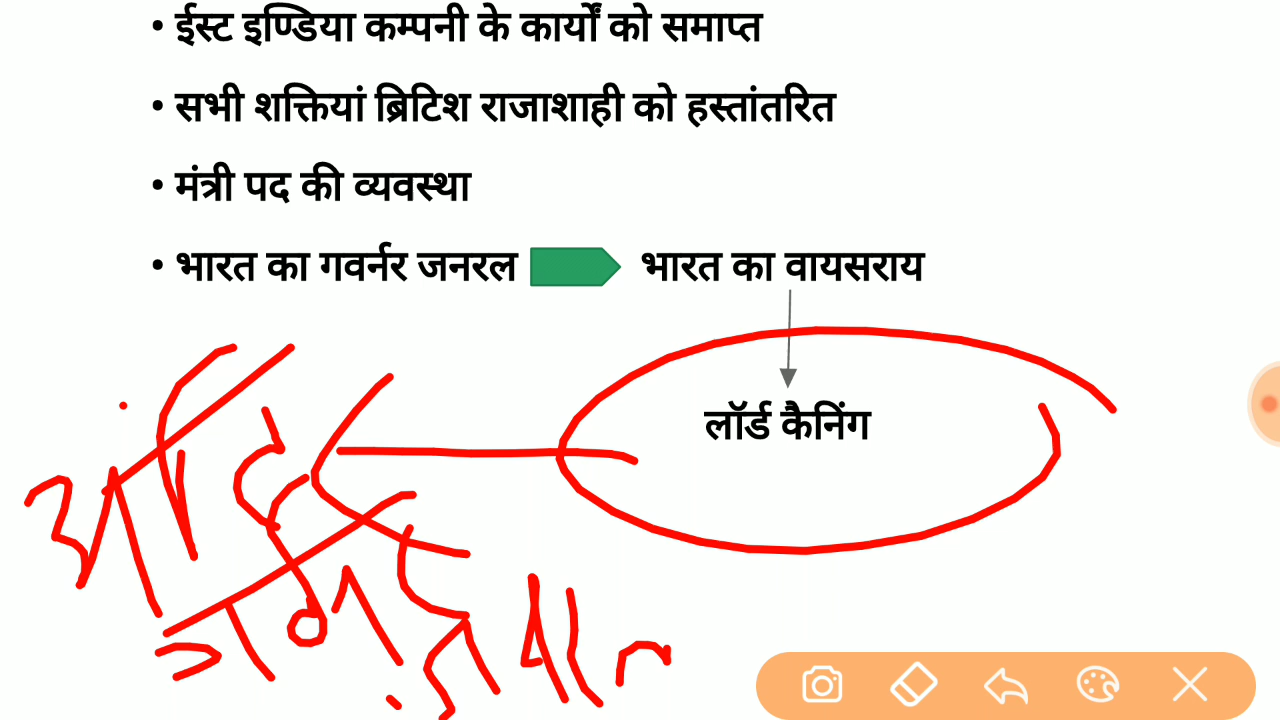 • ईस्ट इण्डिया कम्पनी के कार्यों को समाप्त
• सभी शक्तियां ब्रिटिश राजाशाही को हस्तांतरित
• मंत्री पद की व्यवस्था
• भारत का गवर्नर जनरल भारत का वायसराय
लॉर्ड कैनिंग